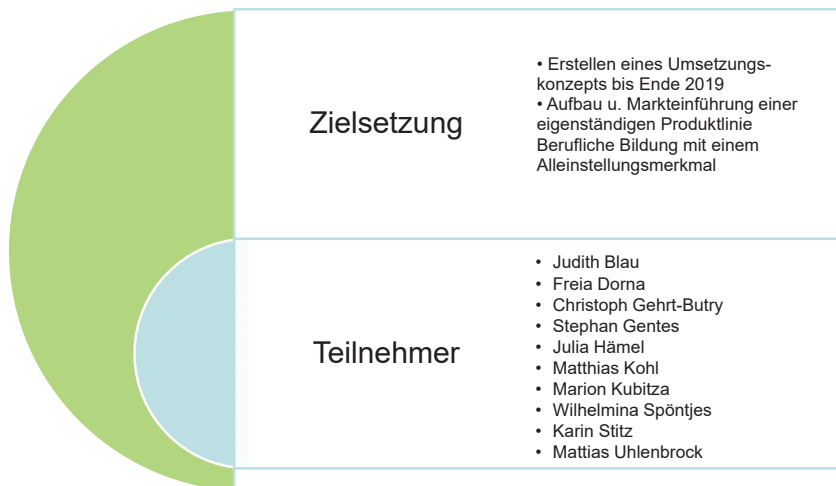 Zielsetzung
• Erstellen eines Umsetzungs-
konzepts bis Ende 2019
• Aufbau u. Markteinführung einer
eigenständigen Produktlinie
Berufliche Bildung mit einem
Alleinstellungsmerkmal
Teilnehmer
• Judith Blau
• Freia Dorna
• Christoph Gehrt-Butry
• Stephan Gentes
• Julia Hämel
• Matthias Kohl
• Marion Kubitza
• Wilhelmina Spöntjes
• Karin Stitz
• Mattias Uhlenbrock